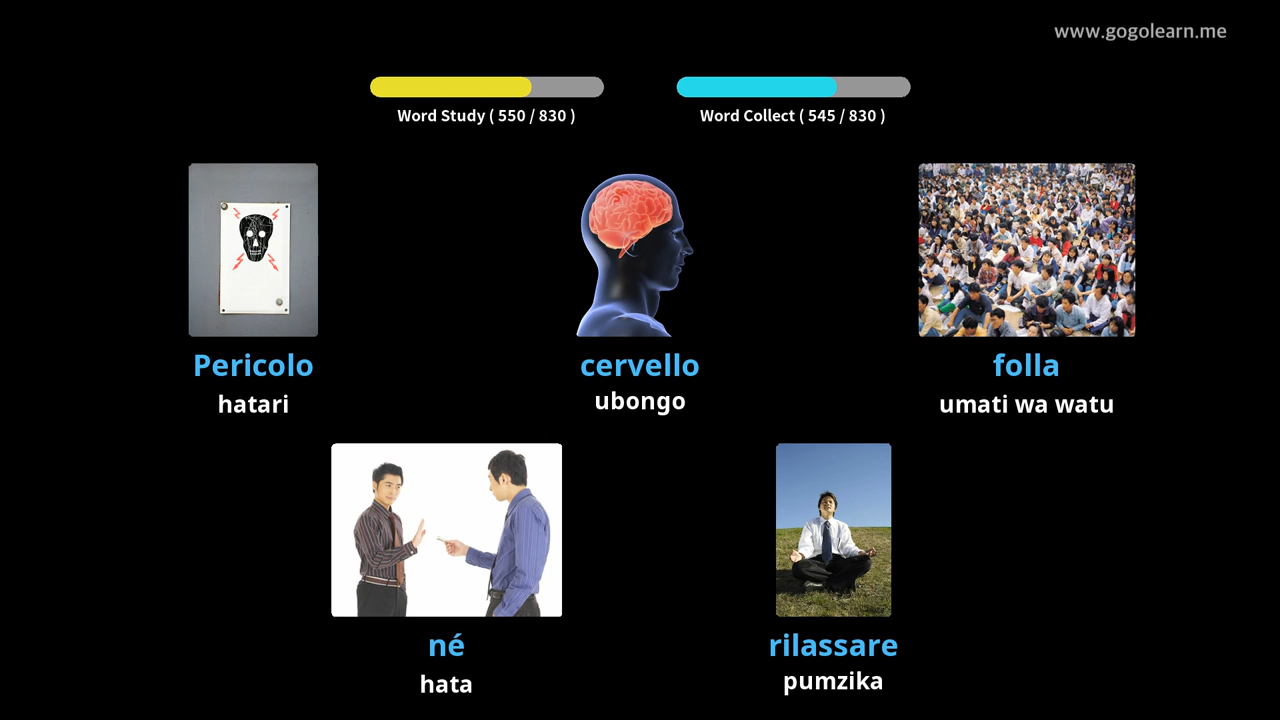 www.gogolearn.me
Word Study ( 550 / 830 )
Word Collect ( 545 / 830 )
Pericolo
hatari
cervello
ubongo
folla
umati wa watu
né
hata
rilassare
pumzika